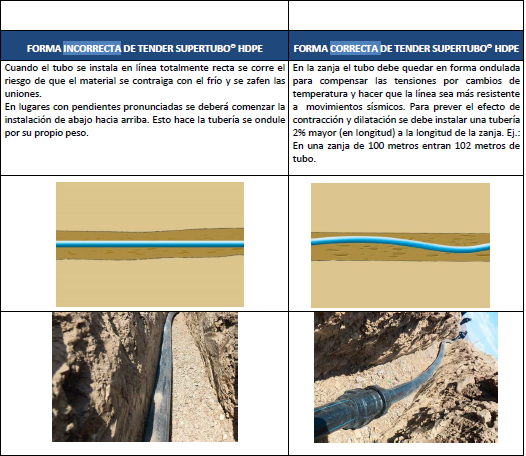 FORMA INCORRECTA DE TENDER SUPERTUBO® HDPE
Cuando el tubo se instala en línea totalmente recta se corre el
riesgo de que el material se contraiga con el frío y se zafen las
uniones.
En lugares con pendientes pronunciadas se deberá comenzar la
instalación de abajo hacia arriba. Esto hace la tubería se ondule
por su propio peso.
FORMA CORRECTA DE TENDER SUPERTUBO® HDPE
En la zanja el tubo debe quedar en forma ondulada
para compensar las tensiones por cambios de
temperatura y hacer que la línea sea más resistente
a movimientos sísmicos. Para prever el efecto de
contracción y dilatación se debe instalar una tubería
2% mayor (en longitud) a la longitud de la zanja. Ej.:
En una zanja de 100 metros entran 102 metros de
tubo.